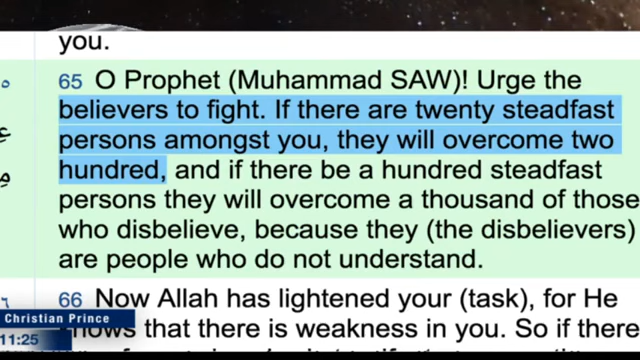 you.
65 O Prophet (Muhammad SAW)! Urge the
believers to fight. If there are twenty steadfast
persons amongst you, they will overcome two
hundred, and if there be a hundred steadfast
persons they will overcome a thousand of those
who disbelieve, because they (the disbelievers)
are people who do not understand.
66 Now Allah has lightened your (task), for He
Christian Prince
knows that there is weakness in you. So if there
11:25